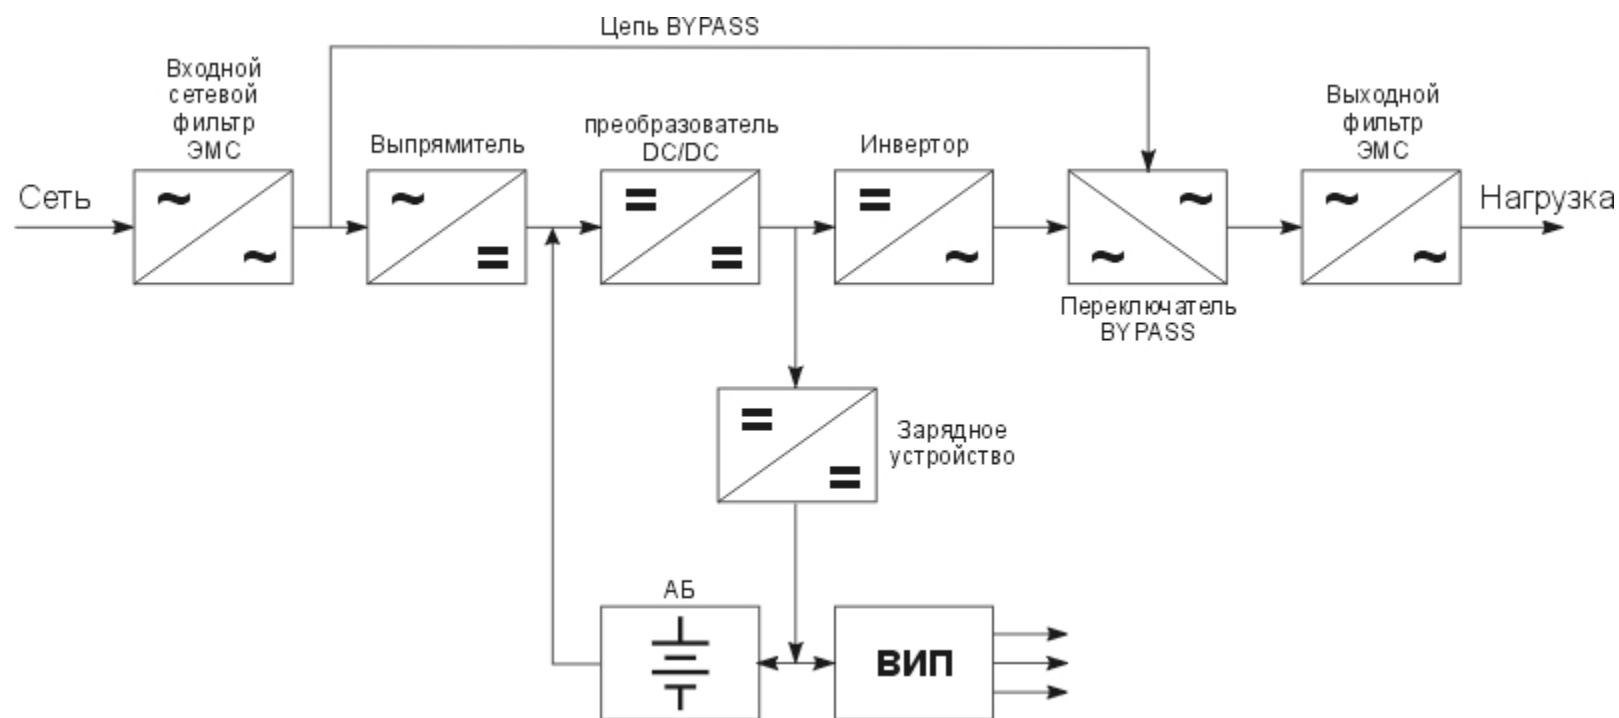 Цепь BYPASS
Входной
сетевой
фильтр
ЭМС
Выпрямитель
преобразователь
DC/DC
Инвертор
Выходной
фильтр
ЭМС
Сеть
Нагрузка
Переключатель
BYPASS
Зарядное
устройство
АБ
ВИП